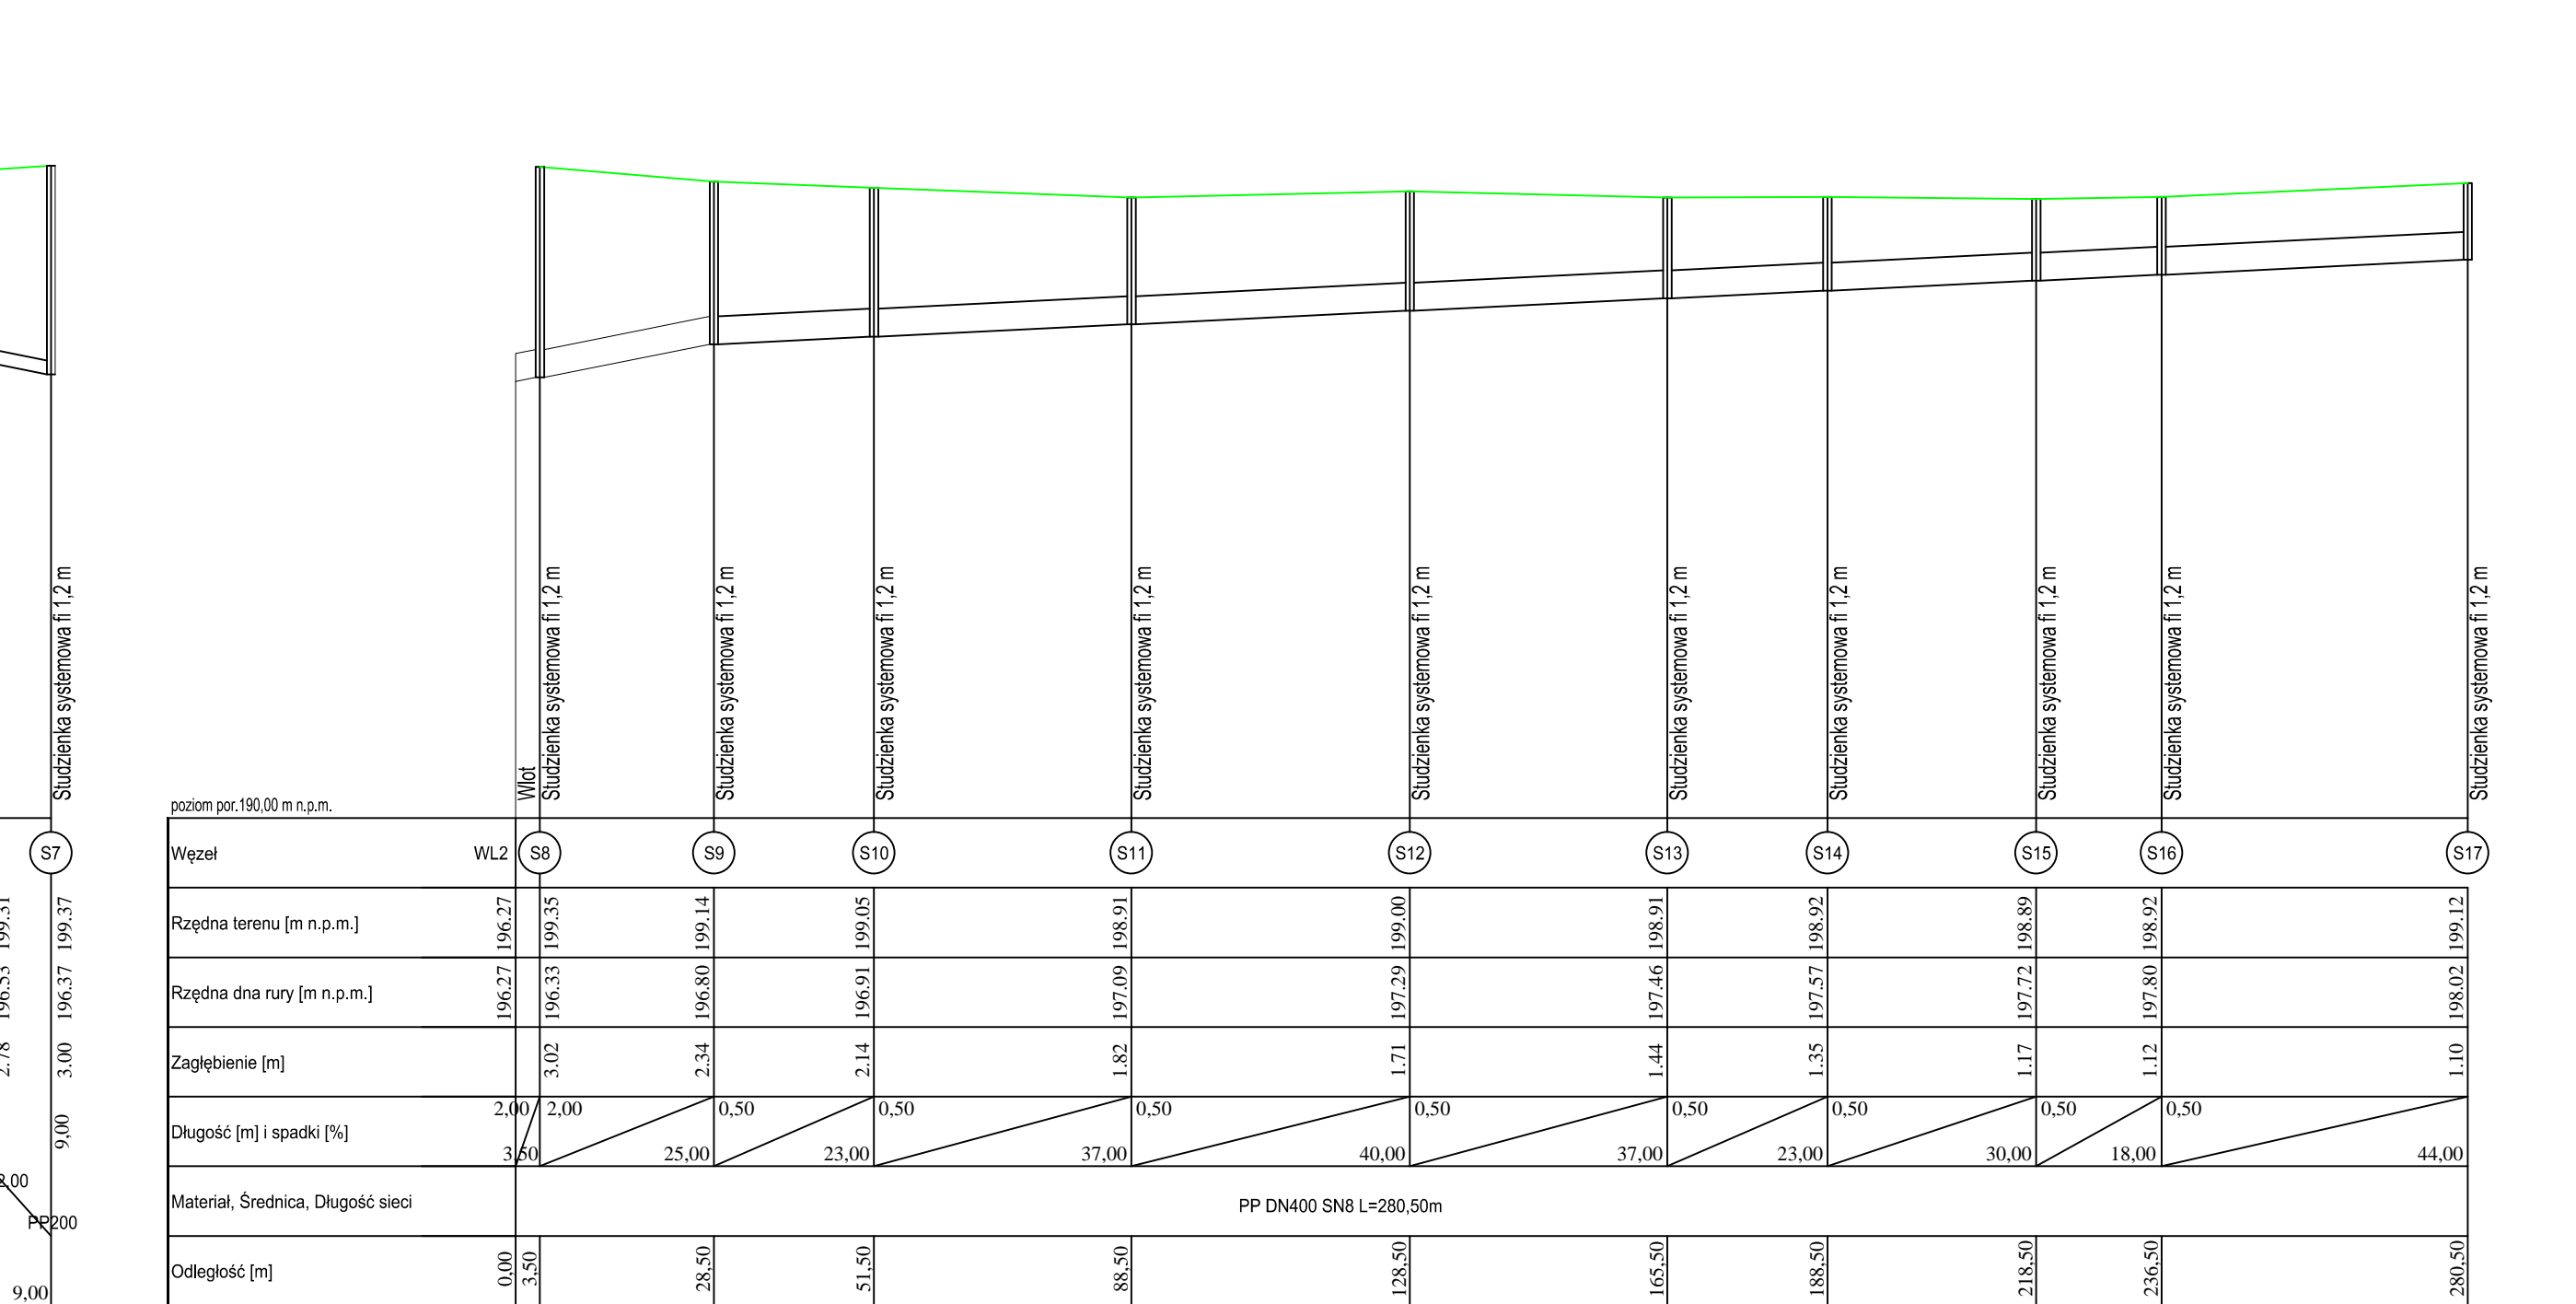 Studzienka systemowa fi 1,2 m
Wlot
Studzienka systemowa fi 1,2 m
Studzienka systemowa fi 1,2 m
Studzienka systemowa fi 1,2 m
Studzienka systemowa fi 1,2 m
Studzienka systemowa fi 1,2 m
Studzienka systemowa fi 1,2 m
Studzienka systemowa fi 1,2 m
Studzienka systemowa fi 1,2 m
Studzienka systemowa fi 1,2 m
Studzienka systemowa fi 1,2 m
poziom por.190,00 m n.p.m.
S7 Węzeł WL2 S8 S9 S10 S11 S12 S13 S14 S15 S16 S17
199.31 199.37 Rzędna terenu [m n.p.m.] 196.27 199.35 199.14 199.05 198.91 199.00 198.91 198.92 198.89 198.92 199.12
196.53 196.37 Rzędna dna rury [m n.p.m.] 196.27 196.33 196.80 196.91 197.09 197.29 197.46 197.57 197.72 197.80 198.02
2.78 3.00 Zagłębienie [m] 3.02 2.34 2.14 1.82 1.71 1.44 1.35 1.17 1.12 1.10
2,00 2,00 0,50 0,50 0,50 0,50 0,50 0,50 0,50 0,50
9,00 Długość [m] i spadki [%]
3,50 25,00 23,00 37,00 40,00 37,00 23,00 30,00 18,00 44,00
2,00
Materiał, Średnica, Długość sieci PP DN400 SN8 L=280,50m
PP200
Odległość [m] 0,00 3,50 28,50 51,50 88,50 128,50 165,50 188,50 218,50 236,50 280,50
9,00